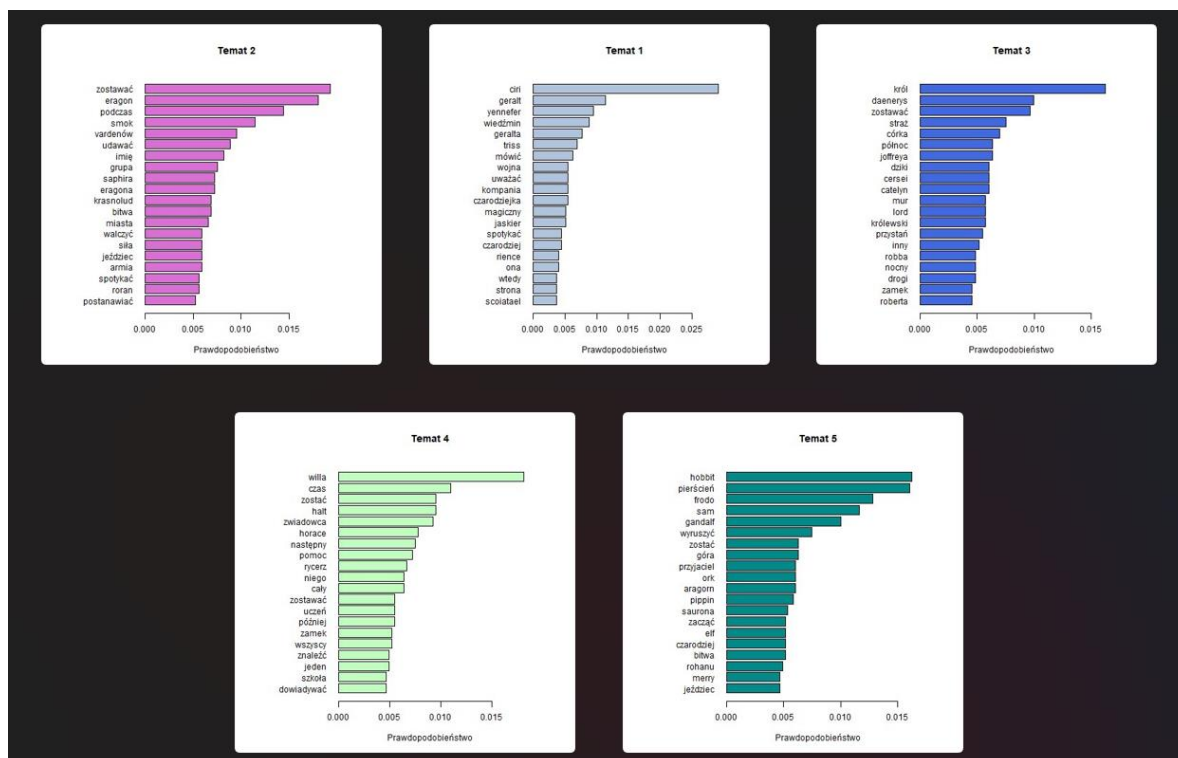 Temat 2
zostawać
eragon
podczas
smok
vardenów
udawać
imię
grupa
saphira
eragona
krasnolud
bitwa
miasta
walczyć
siła
jeździec
armia
spotykać
roran
postanawiać
0.000 0.005 0.010 0.015
Prawdopodobieństwo
Temat 1
ciri
geralt
yennefer
wiedźmin
geralta
triss
mówić
wojna
uważać
kompania
czarodziejka
magiczny
jaskier
spotykać
czarodziej
rience
ona
wtedy
strona
scoiatael
0.000 0.005 0.010 0.015 0.020 0.025
Prawdopodobieństwo
Temat 3
król
daenerys
zostawać
straż
córka
północ
joffreya
dziki
cersei
catelyn
mur
lord
królewski
przystań
inny
robba
nocny
drogi
zamek
roberta
0.000 0.005 0.010 0.015
Prawdopodobieństwo
Temat 4
willa
czas
zostać
halt
zwiadowca
horace
następny
pomoc
rycerz
niego
cały
zostawać
uczeń
później
zamek
wszyscy
znaleźć
jeden
szkoła
dowiadywać
0.000 0.005 0.010 0.015
Prawdopodobieństwo
Temat 5
hobbit
pierścień
frodo
sam
gandalf
wyruszyć
zostać
góra
przyjaciel
ork
aragorn
pippin
saurona
zacząć
elf
czarodziej
bitwa
rohanu
merry
jeździec
0.000 0.005 0.010 0.015
Prawdopodobieństwo